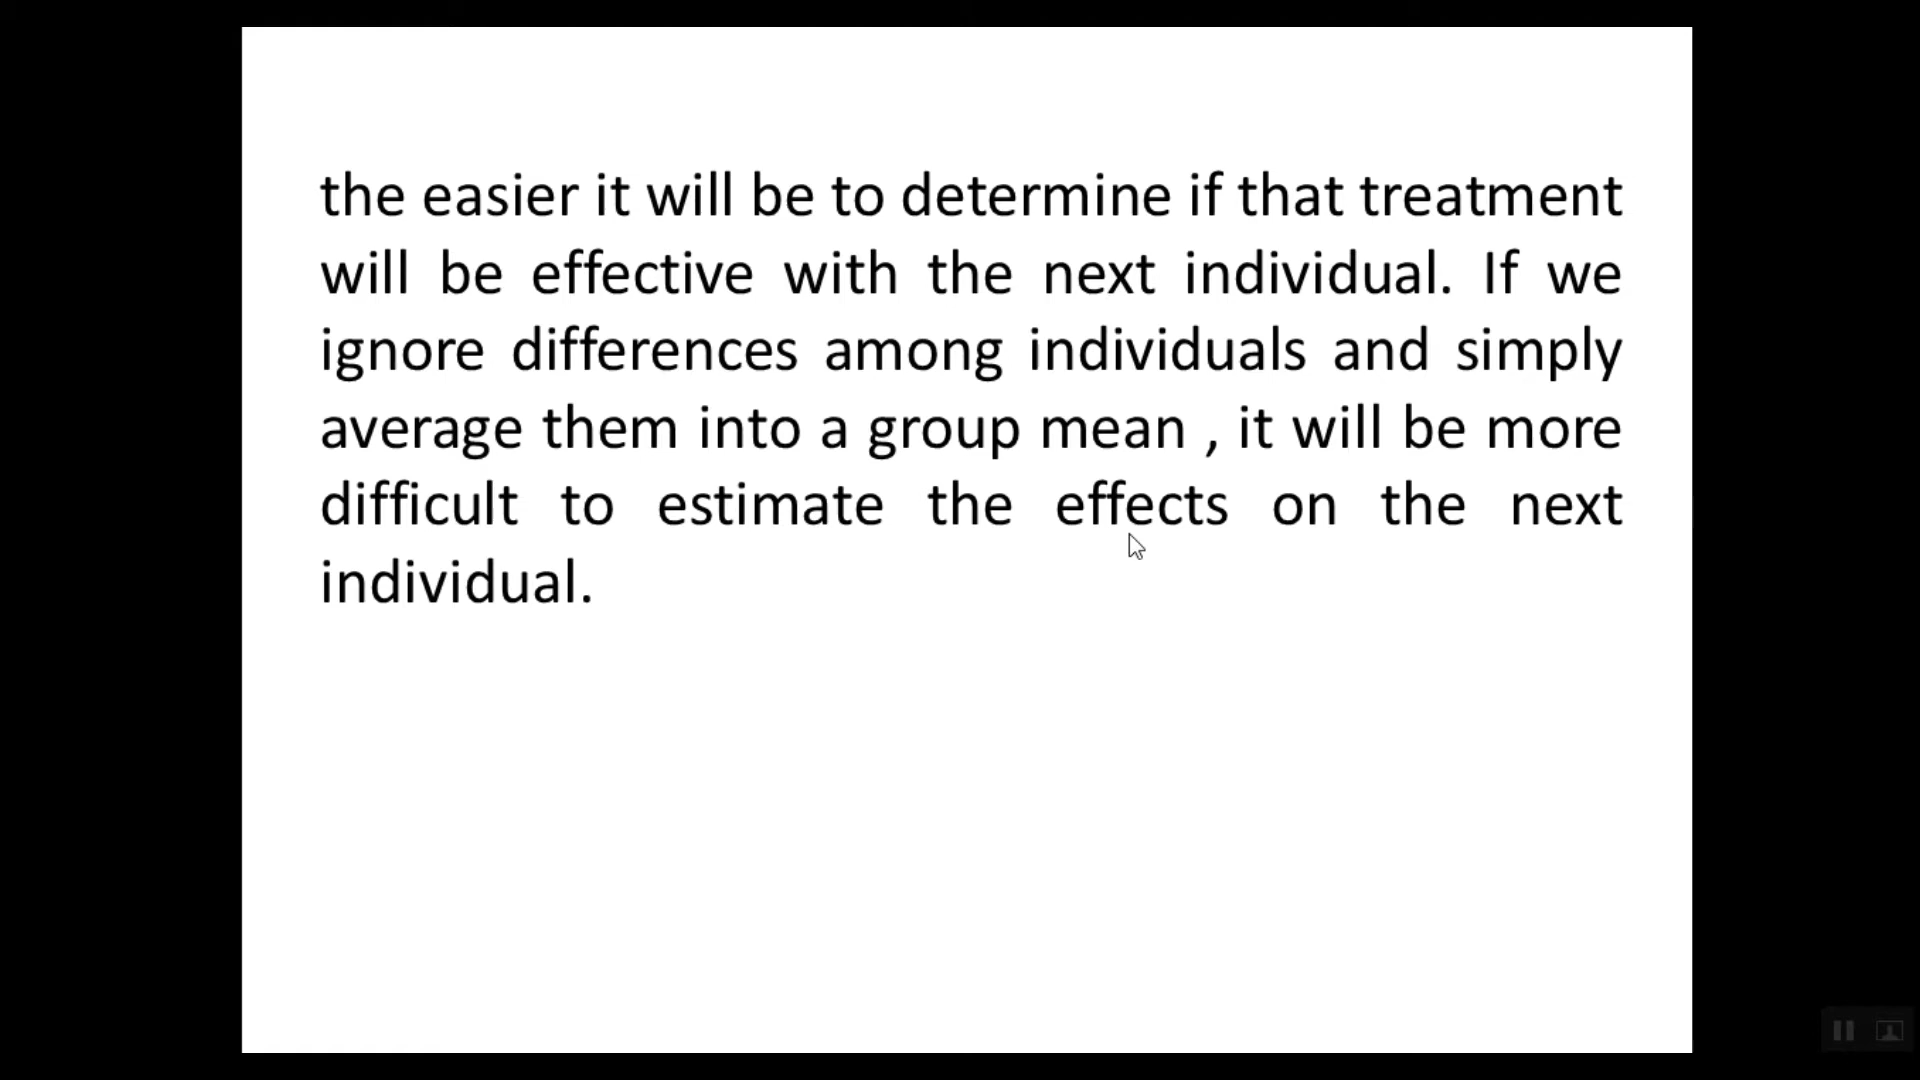 the easier it will be to determine if that treatment
will be effective with the next individual. If we
ignore differences among individuals and simply
average them into a group mean , it will be more
difficult to estimate the effects on the next
individual.